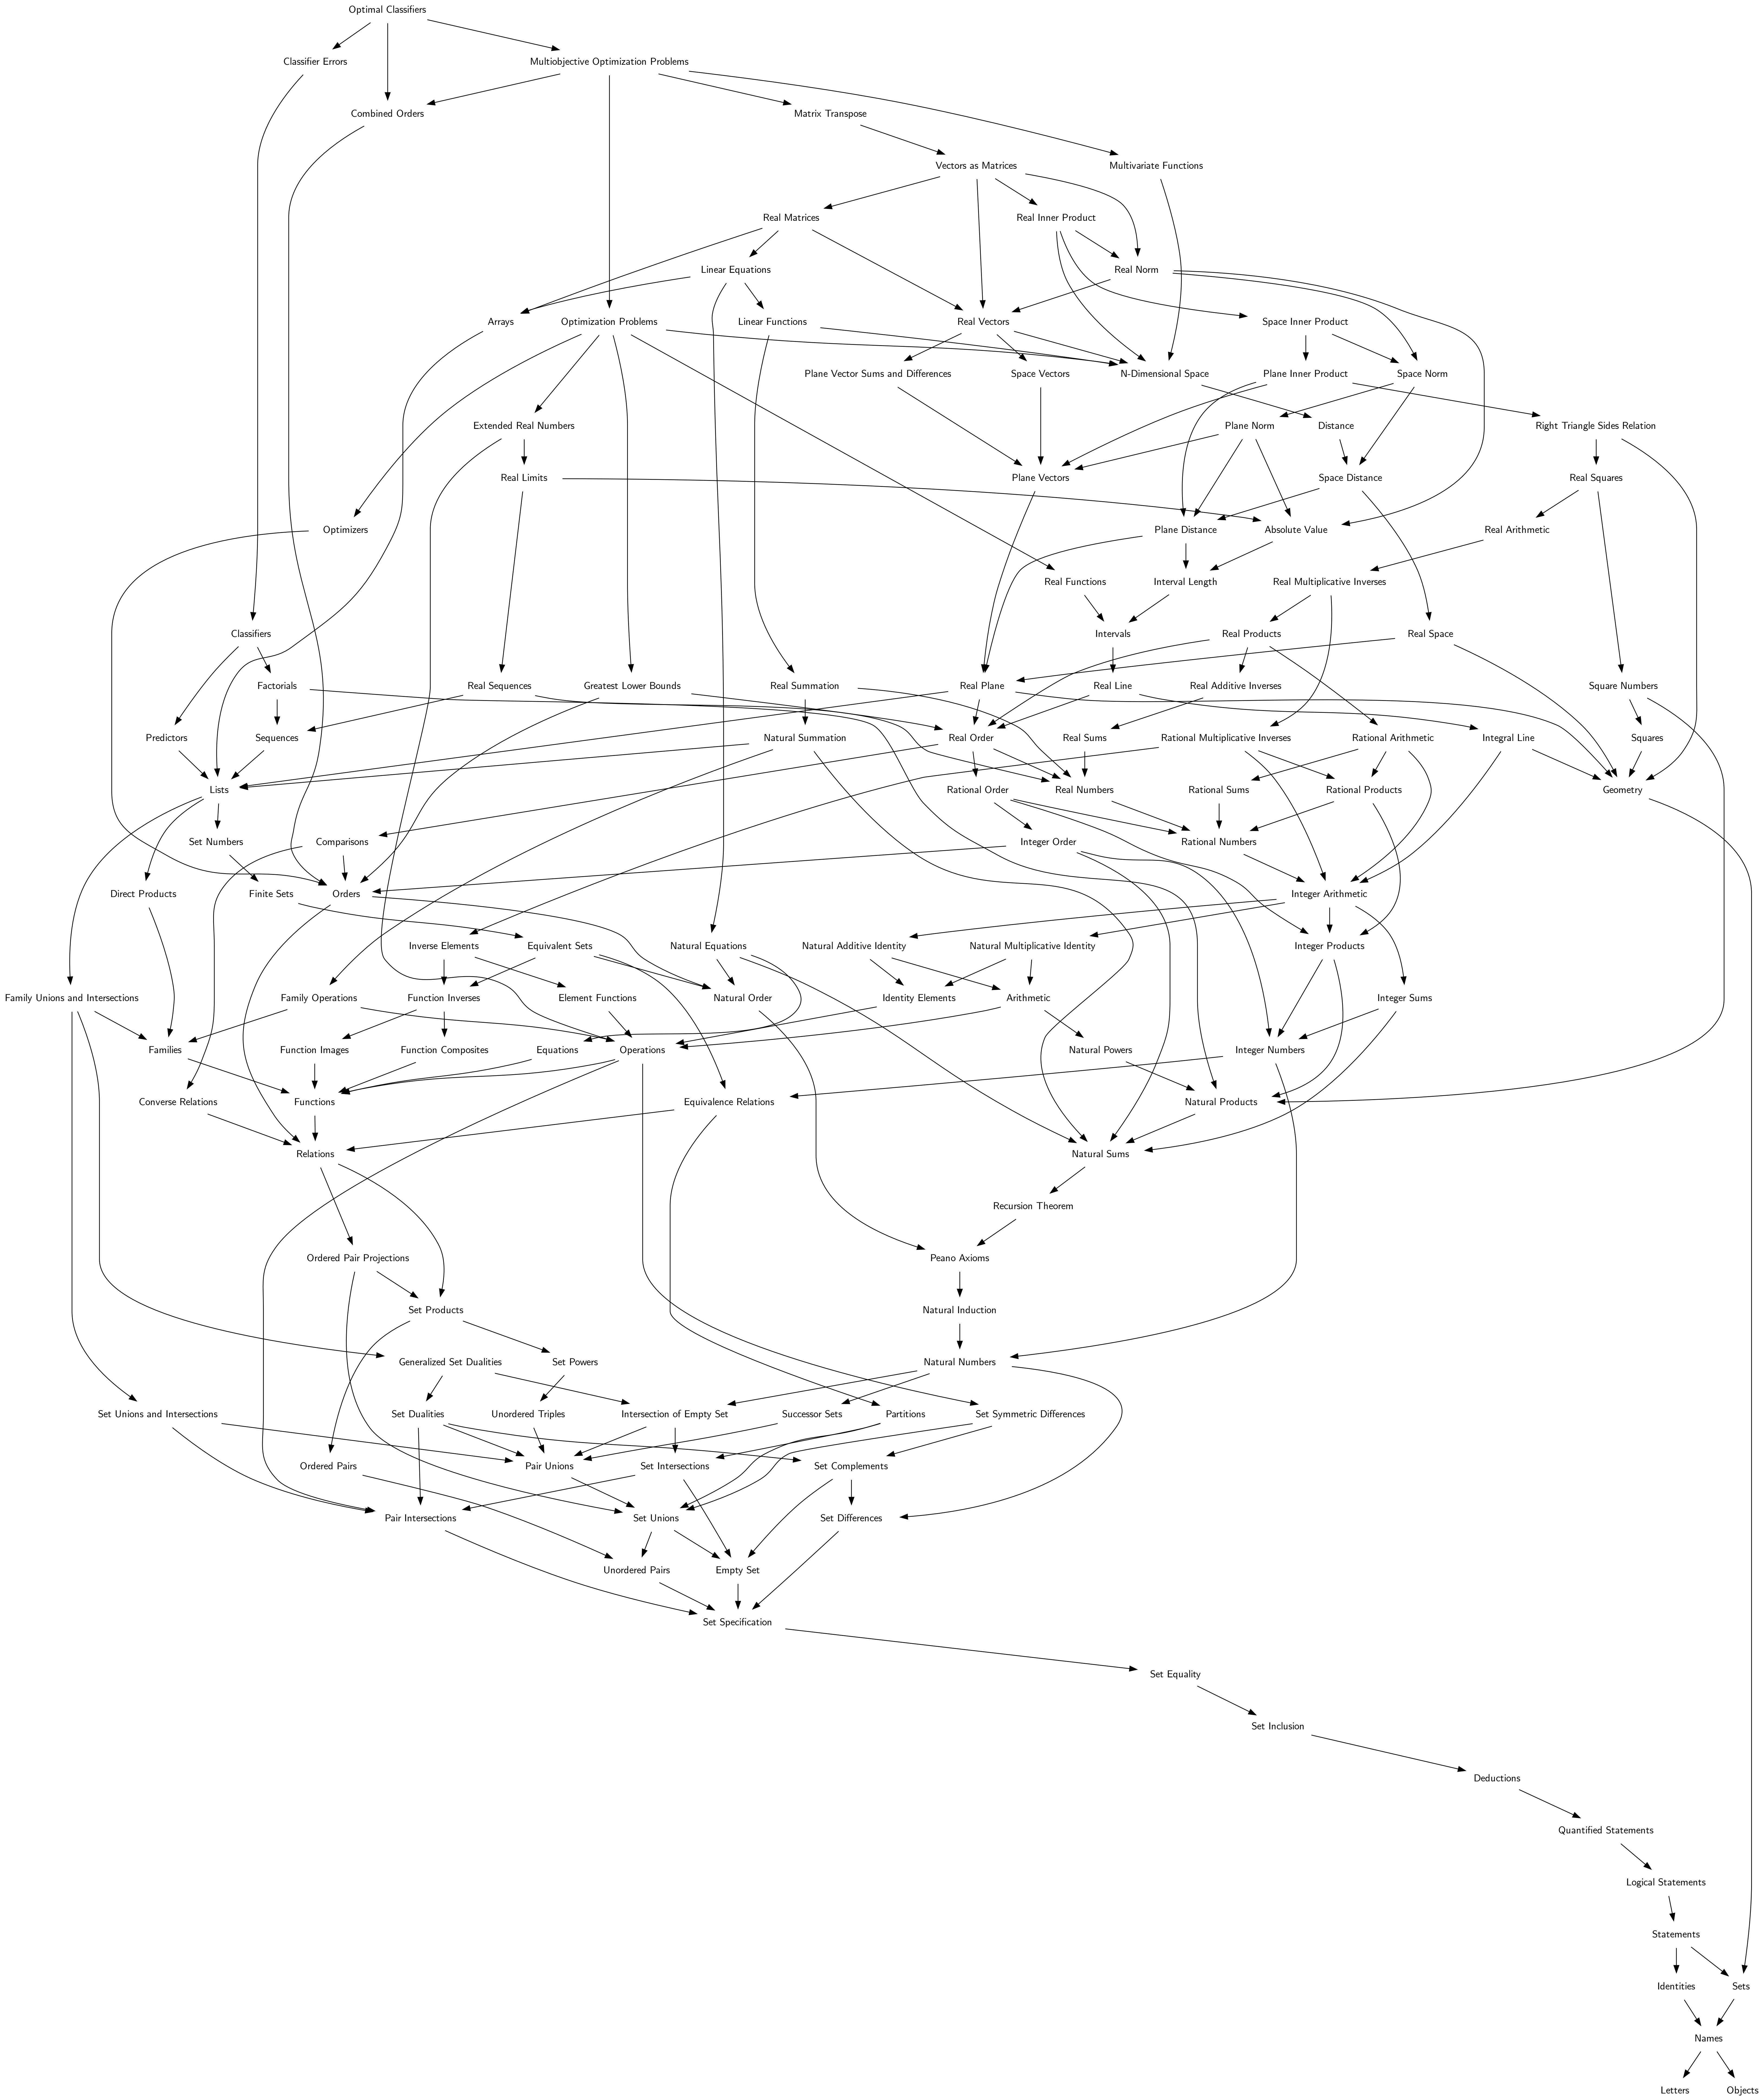 Optimal Classifiers
Classifier Errors
Multiobjective Optimization Problems
Combined Orders
Matrix Transpose
Vectors as Matrices
Multivariate Functions
Real Matrices
Real Inner Product
Linear Equations
Real Norm
Arrays
Optimization Problems
Linear Functions
Real Vectors
Space Inner Product
Plane Vector Sums and Differences
Space Vectors
N-Dimensional Space
Plane Inner Product
Space Norm
Extended Real Numbers
Plane Norm
Distance
Right Triangle Sides Relation
Real Limits
Plane Vectors
Space Distance
Real Squares
Optimizers
Plane Distance
Absolute Value
Real Arithmetic
Real Functions
Interval Length
Real Multiplicative Inverses
Classifiers
Intervals
Real Products
Real Space
Factorials
Real Sequences
Greatest Lower Bounds
Real Summation
Real Plane
Real Line
Real Additive Inverses
Square Numbers
Predictors
Sequences
Natural Summation
Real Order
Real Sums
Rational Multiplicative Inverses
Rational Arithmetic
Integral Line
Squares
Lists
Rational Order
Real Numbers
Rational Sums
Rational Products
Geometry
Set Numbers
Comparisons
Integer Order
Rational Numbers
Direct Products
Finite Sets
Orders
Integer Arithmetic
Inverse Elements
Equivalent Sets
Natural Equations
Natural Additive Identity
Natural Multiplicative Identity
Integer Products
Family Unions and Intersections
Family Operations
Function Inverses
Element Functions
Natural Order
Identity Elements
Arithmetic
Integer Sums
Families
Function Images
Function Composites
Equations
Operations
Natural Powers
Integer Numbers
Converse Relations
Functions
Equivalence Relations
Natural Products
Relations
Natural Sums
Recursion Theorem
Ordered Pair Projections
Peano Axioms
Set Products
Natural Induction
Generalized Set Dualities
Set Powers
Natural Numbers
Set Unions and Intersections
Set Dualities
Unordered Triples
Intersection of Empty Set
Successor Sets
Partitions
Set Symmetric Differences
Ordered Pairs
Pair Unions
Set Intersections
Set Complements
Pair Intersections
Set Unions
Set Differences
Unordered Pairs
Empty Set
Set Specification
Set Equality
Set Inclusion
Deductions
Quantified Statements
Logical Statements
Statements
Identities
Sets
Names
Letters
Objects